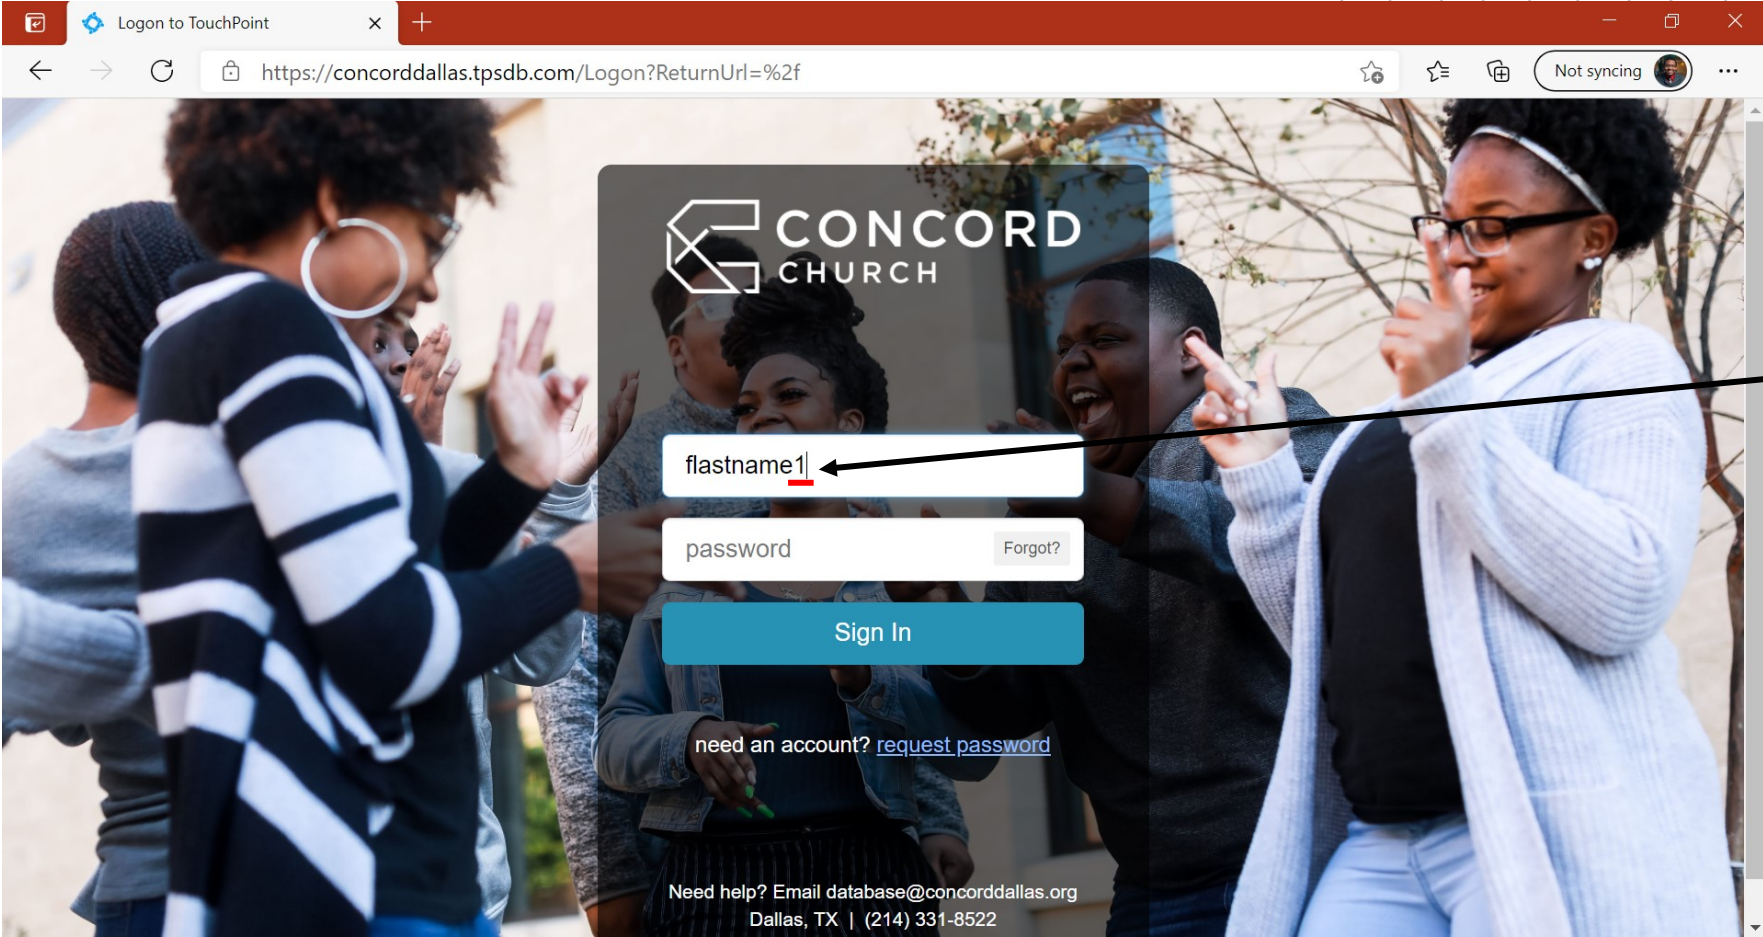 Logon to TouchPoint
https://concorddallas.tpsdb.com/Logon?ReturnUrl=%2f
Not syncing
CONCORD
CHURCH
flastname1
password Forgot?
Sign In
need an account? request password
Need help? Email database@concorddallas.org
Dallas, TX | (214) 331-8522